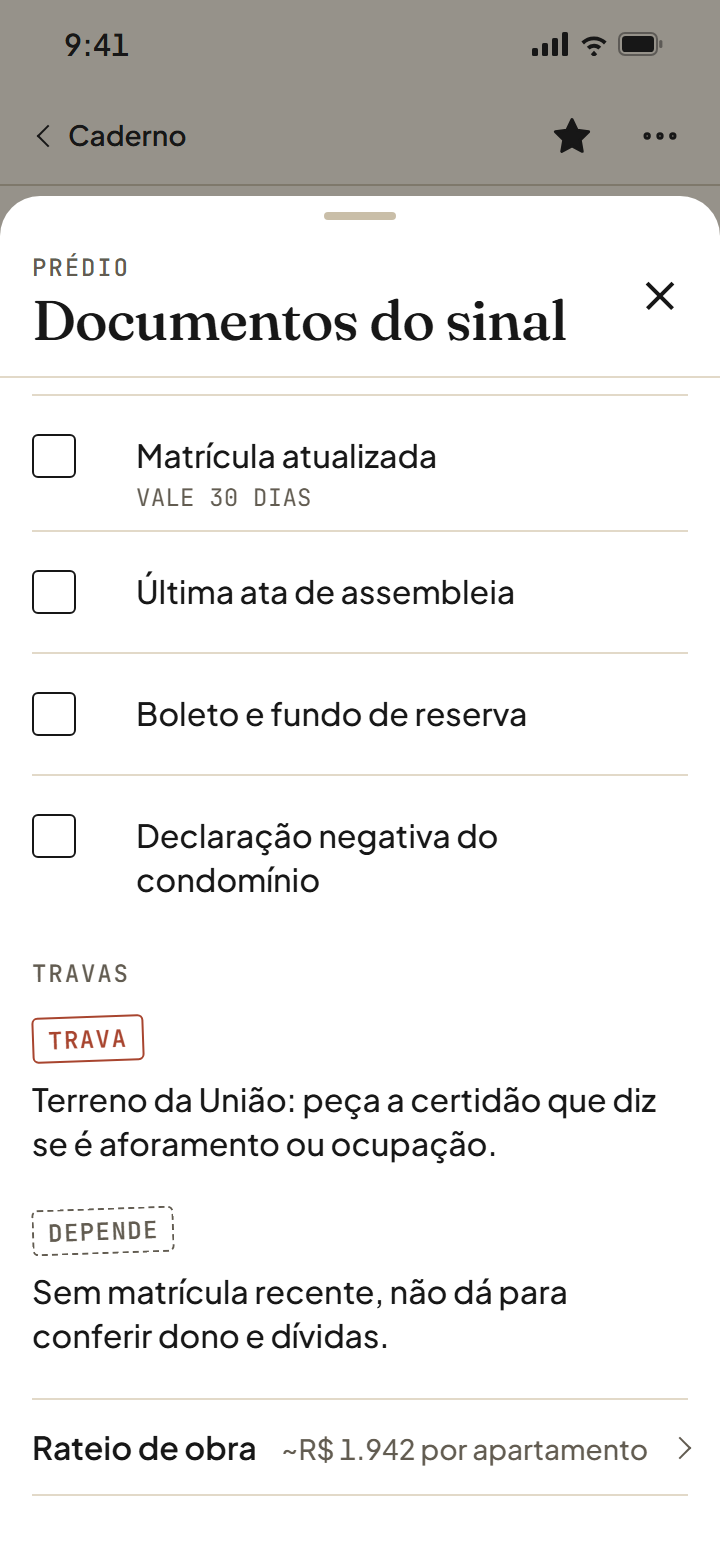 9:41
Caderno
PRÉDIO
Documentos do sinal
Matrícula atualizada
VALE 30 DIAS
Última ata de assembleia
Boleto e fundo de reserva
Declaração negativa do
condomínio
TRAVAS
TRAVA
Terreno da União: peça a certidão que diz
se é aforamento ou ocupação.
DEPENDE
Sem matrícula recente, não dá para
conferir dono e dívidas.
Rateio de obra ~R$ 1.942 por apartamento